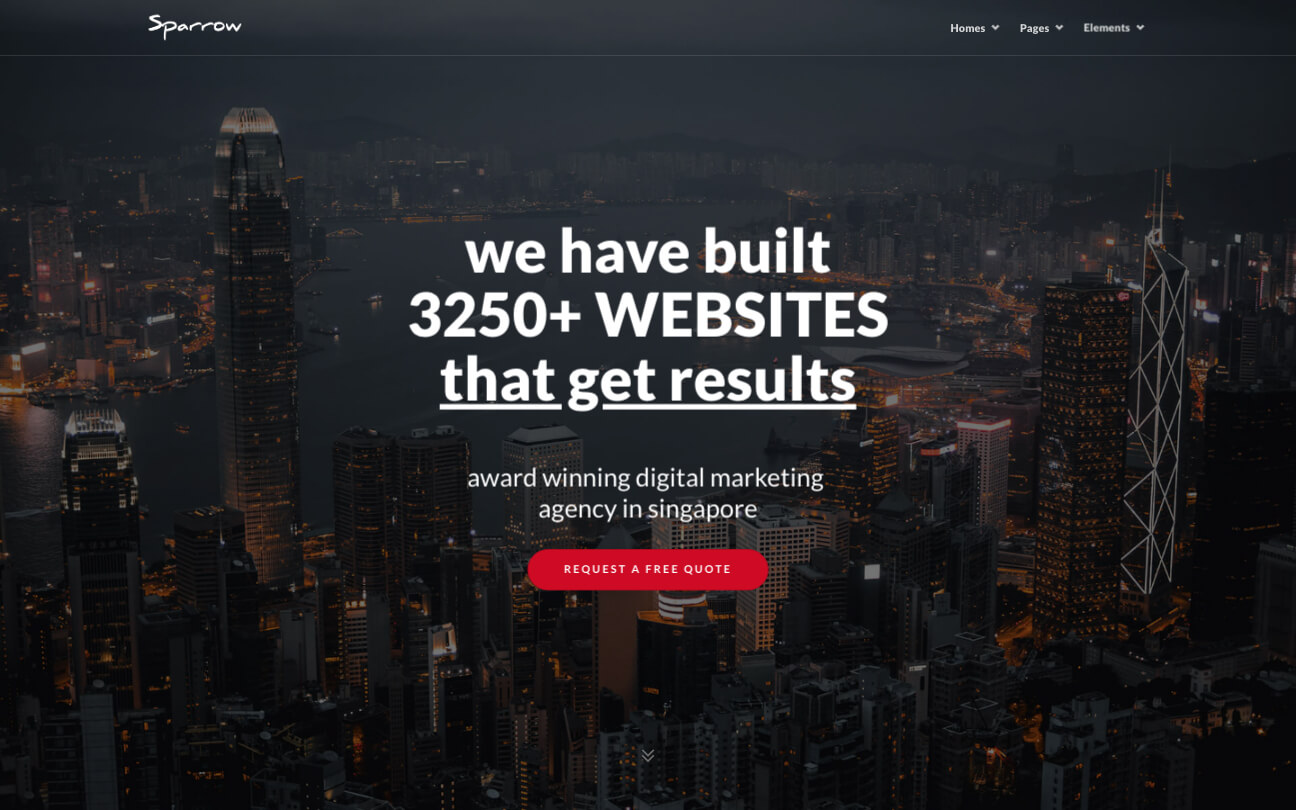 Sparrow
Homes
Pages
Elements
we have built
3250+ WEBSITES
that get results
award winning digital marketing
agency in singapore
REQUEST A FREE QUOTE